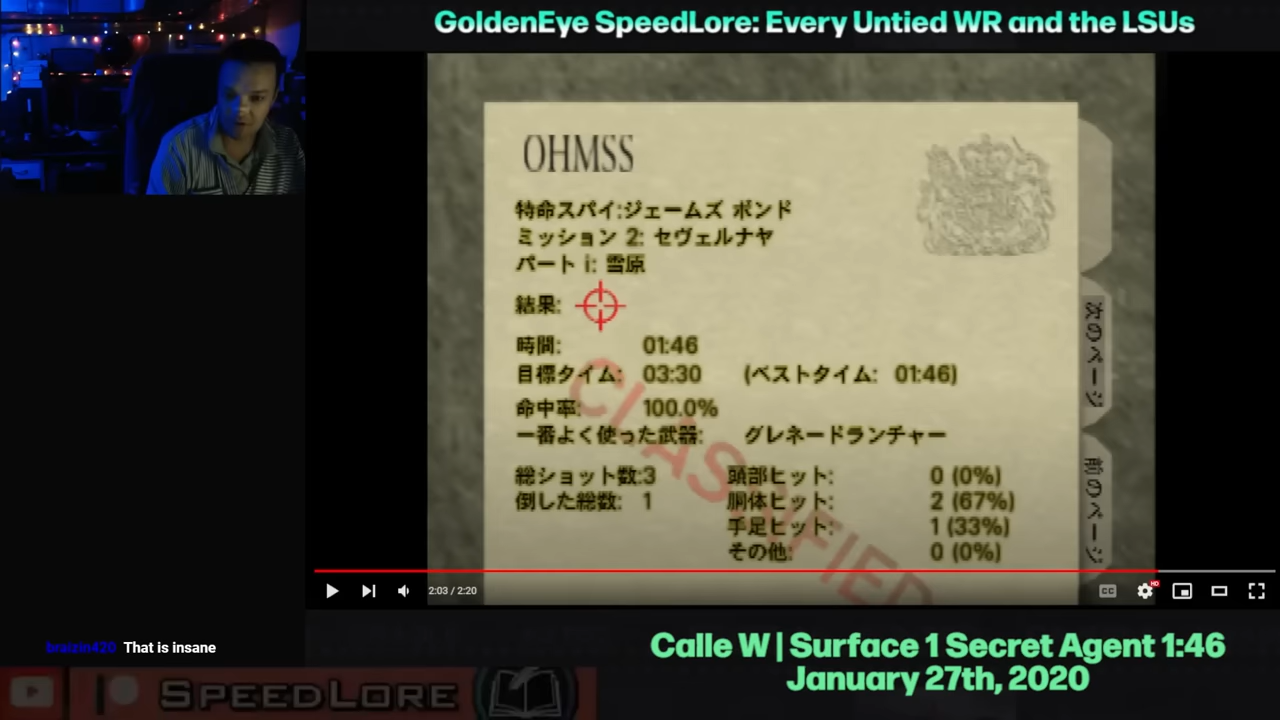 GoldenEye SpeedLore: Every Untied WR and the LSUs
OHMSS
特命スパイ:ジェームズ ボンド
ミッション 2: セヴェルナヤ
パート i: 雪原
結果:
時間: 01:46
目標タイム: 03:30 (ベストタイム: 01:46)
命中率: 100.0%
一番よく使った武器: グレネードランチャー
総ショット数:3 頭部ヒット: 0 (0%)
倒した総数: 1 胴体ヒット: 2 (67%)
手足ヒット: 1 (33%)
その他: 0 (0%)
CLASSIFIED
次のページ
前のページ
2:03 / 2:20
CC
HD
braizin420 That is insane
Calle W | Surface 1 Secret Agent 1:46
January 27th, 2020
SPEEDLORE